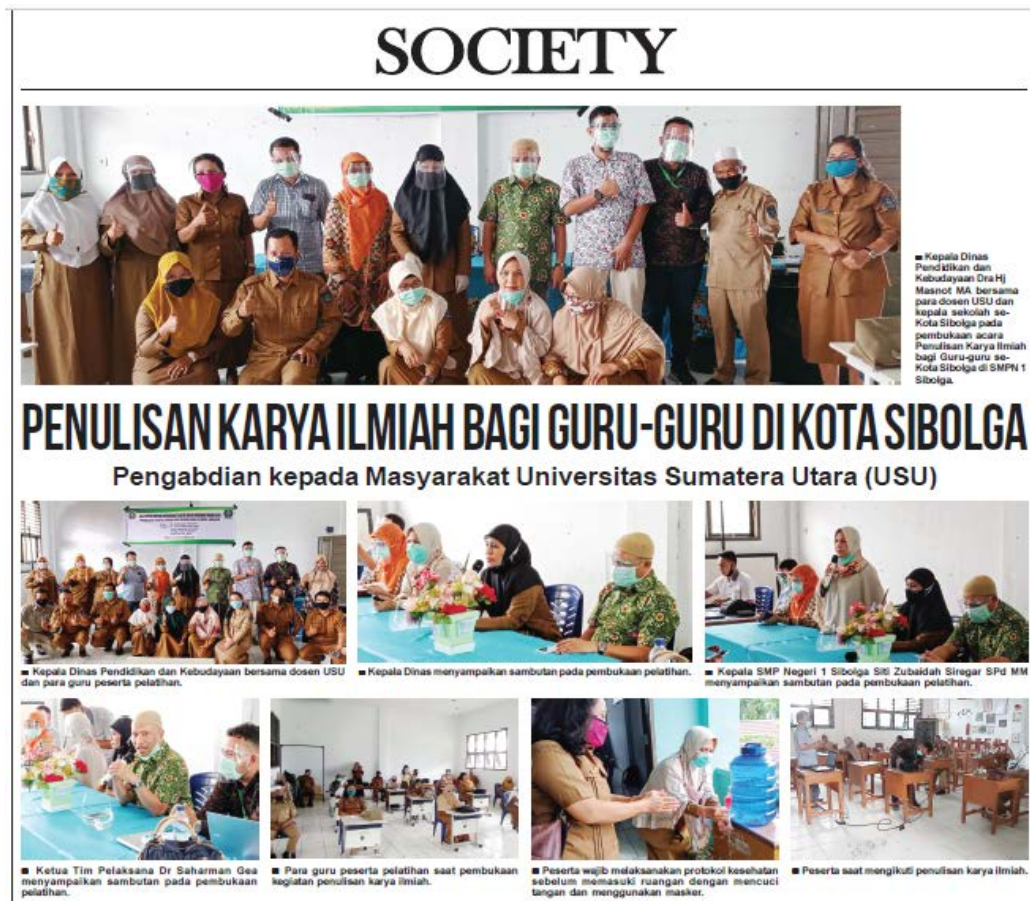 SOCIETY
Kepala Dinas
Pendidikan dan
Kebudayaan Dra Hj
Masnot MA bersama
para dosen USU dan
kepala sekolah se-
Kota Sibolga pada
pembukaan acara
Penulisan Karya Ilmiah
bagi Guru-guru se-
Kota Sibolga di SMPN 1
Sibolga.
PENULISAN KARYA ILMIAH BAGI GURU-GURU DI KOTA SIBOLGA
Pengabdian kepada Masyarakat Universitas Sumatera Utara (USU)
Kepala Dinas Pendidikan dan Kebudayaan bersama dosen USU
dan para guru peserta pelatihan.
Kepala Dinas menyampaikan sambutan pada pembukaan pelatihan.
Kepala SMP Negeri 1 Sibolga Siti Zubaidah Siregar SPd MM
menyampaikan sambutan pada pembukaan pelatihan.
Ketua Tim Pelaksana Dr Saharman Gea
menyampaikan sambutan pada pembukaan
pelatihan.
Para guru peserta pelatihan saat pembukaan
kegiatan penulisan karya ilmiah.
Peserta wajib melaksanakan protokol kesehatan
sebelum memasuki ruangan dengan mencuci
tangan dan menggunakan masker.
Peserta saat mengikuti penulisan karya ilmiah.